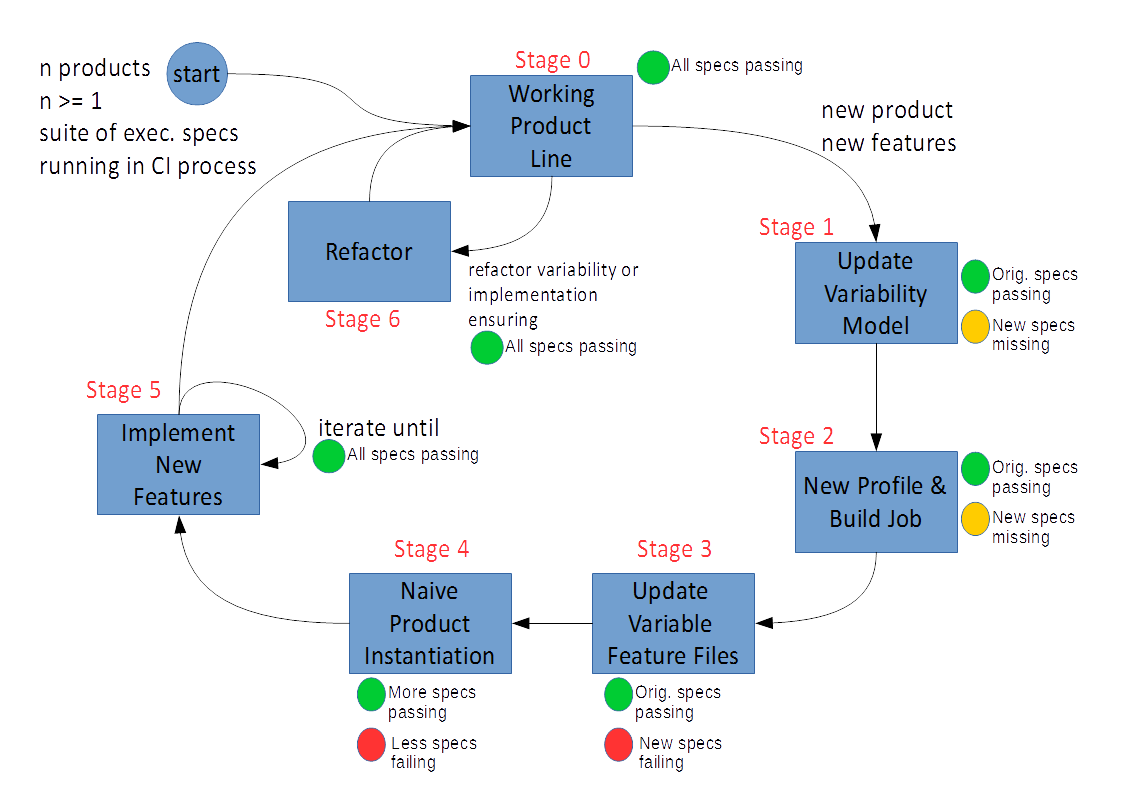 n products
n >= 1
suite of exec. specs
running in CI process
start
Stage 0
Working
Product
Line
All specs passing
new product
new features
Stage 1
Update
Variability
Model
Orig. specs
passing
New specs
missing
Refactor
Stage 6
refactor variability or
implementation
ensuring
All specs passing
Stage 2
New Profile &
Build Job
Orig. specs
passing
New specs
missing
Stage 5
Implement
New
Features
iterate until
All specs passing
Stage 4
Naive
Product
Instantiation
More specs
passing
Less specs
failing
Stage 3
Update
Variable
Feature Files
Orig. specs
passing
New specs
failing